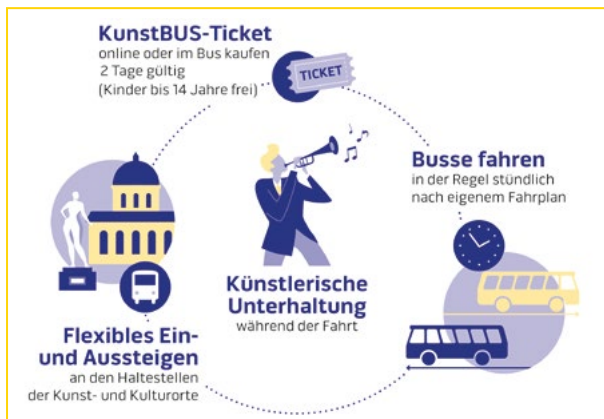 KunstBUS-Ticket
online oder im Bus kaufen
2 Tage gültig
(Kinder bis 14 Jahre frei)
TICKET
Busse fahren
in der Regel stündlich
nach eigenem Fahrplan
Künstlerische
Unterhaltung
während der Fahrt
Flexibles Ein-
und Aussteigen
an den Haltestellen
der Kunst- und Kulturorte